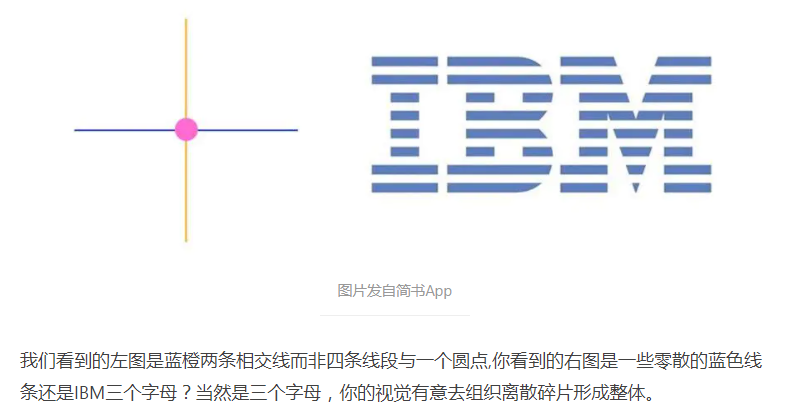 IBM
图片发自简书App
我们看到的左图是蓝橙两条相交线而非四条线段与一个圆点,你看到的右图是一些零散的蓝色线
条还是IBM三个字母？当然是三个字母，你的视觉有意去组织离散碎片形成整体。